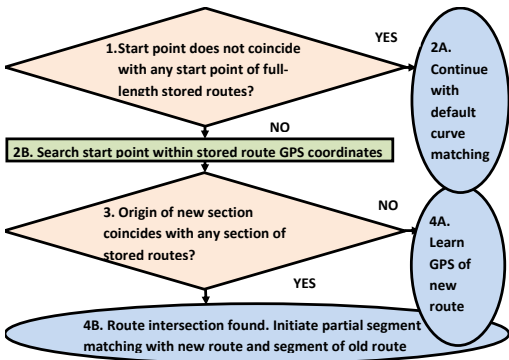 1.Start point does not coincide
with any start point of full-
length stored routes?
YES
2A.
Continue
with
default
curve
matching
NO
2B. Search start point within stored route GPS coordinates
3. Origin of new section
coincides with any section of
stored routes?
NO
4A.
Learn
GPS of
new
route
YES
4B. Route intersection found. Initiate partial segment
matching with new route and segment of old route